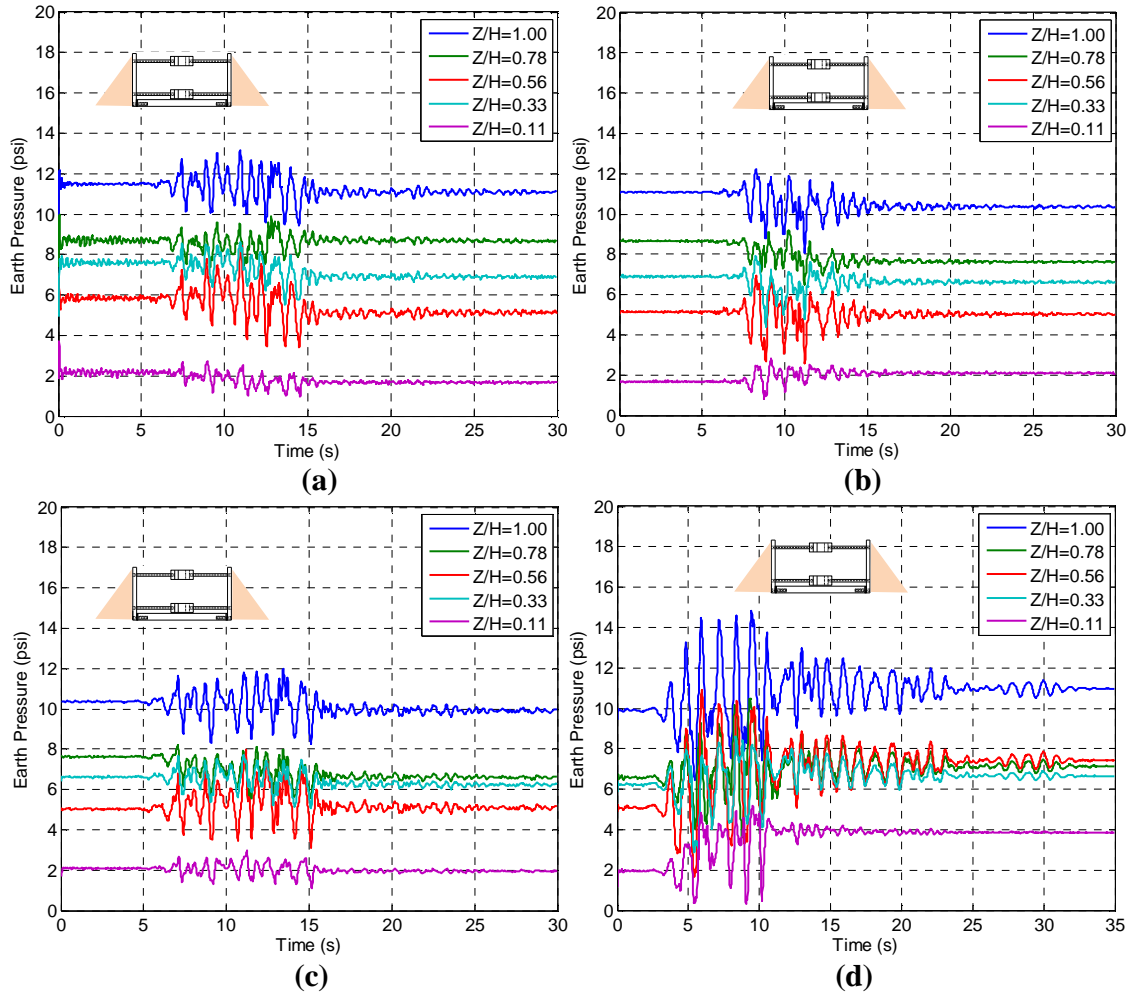 20
18
16
14
12
10
8
6
4
2
0
Earth Pressure (psi)
Z/H=1.00
Z/H=0.78
Z/H=0.56
Z/H=0.33
Z/H=0.11
0 5 10 15 20 25 30
Time (s)
(a)
20
18
16
14
12
10
8
6
4
2
0
Earth Pressure (psi)
Z/H=1.00
Z/H=0.78
Z/H=0.56
Z/H=0.33
Z/H=0.11
0 5 10 15 20 25 30
Time (s)
(b)
20
18
16
14
12
10
8
6
4
2
0
Earth Pressure (psi)
Z/H=1.00
Z/H=0.78
Z/H=0.56
Z/H=0.33
Z/H=0.11
0 5 10 15 20 25 30
Time (s)
(c)
20
18
16
14
12
10
8
6
4
2
0
Earth Pressure (psi)
Z/H=1.00
Z/H=0.78
Z/H=0.56
Z/H=0.33
Z/H=0.11
0 5 10 15 20 25 30 35
Time (s)
(d)